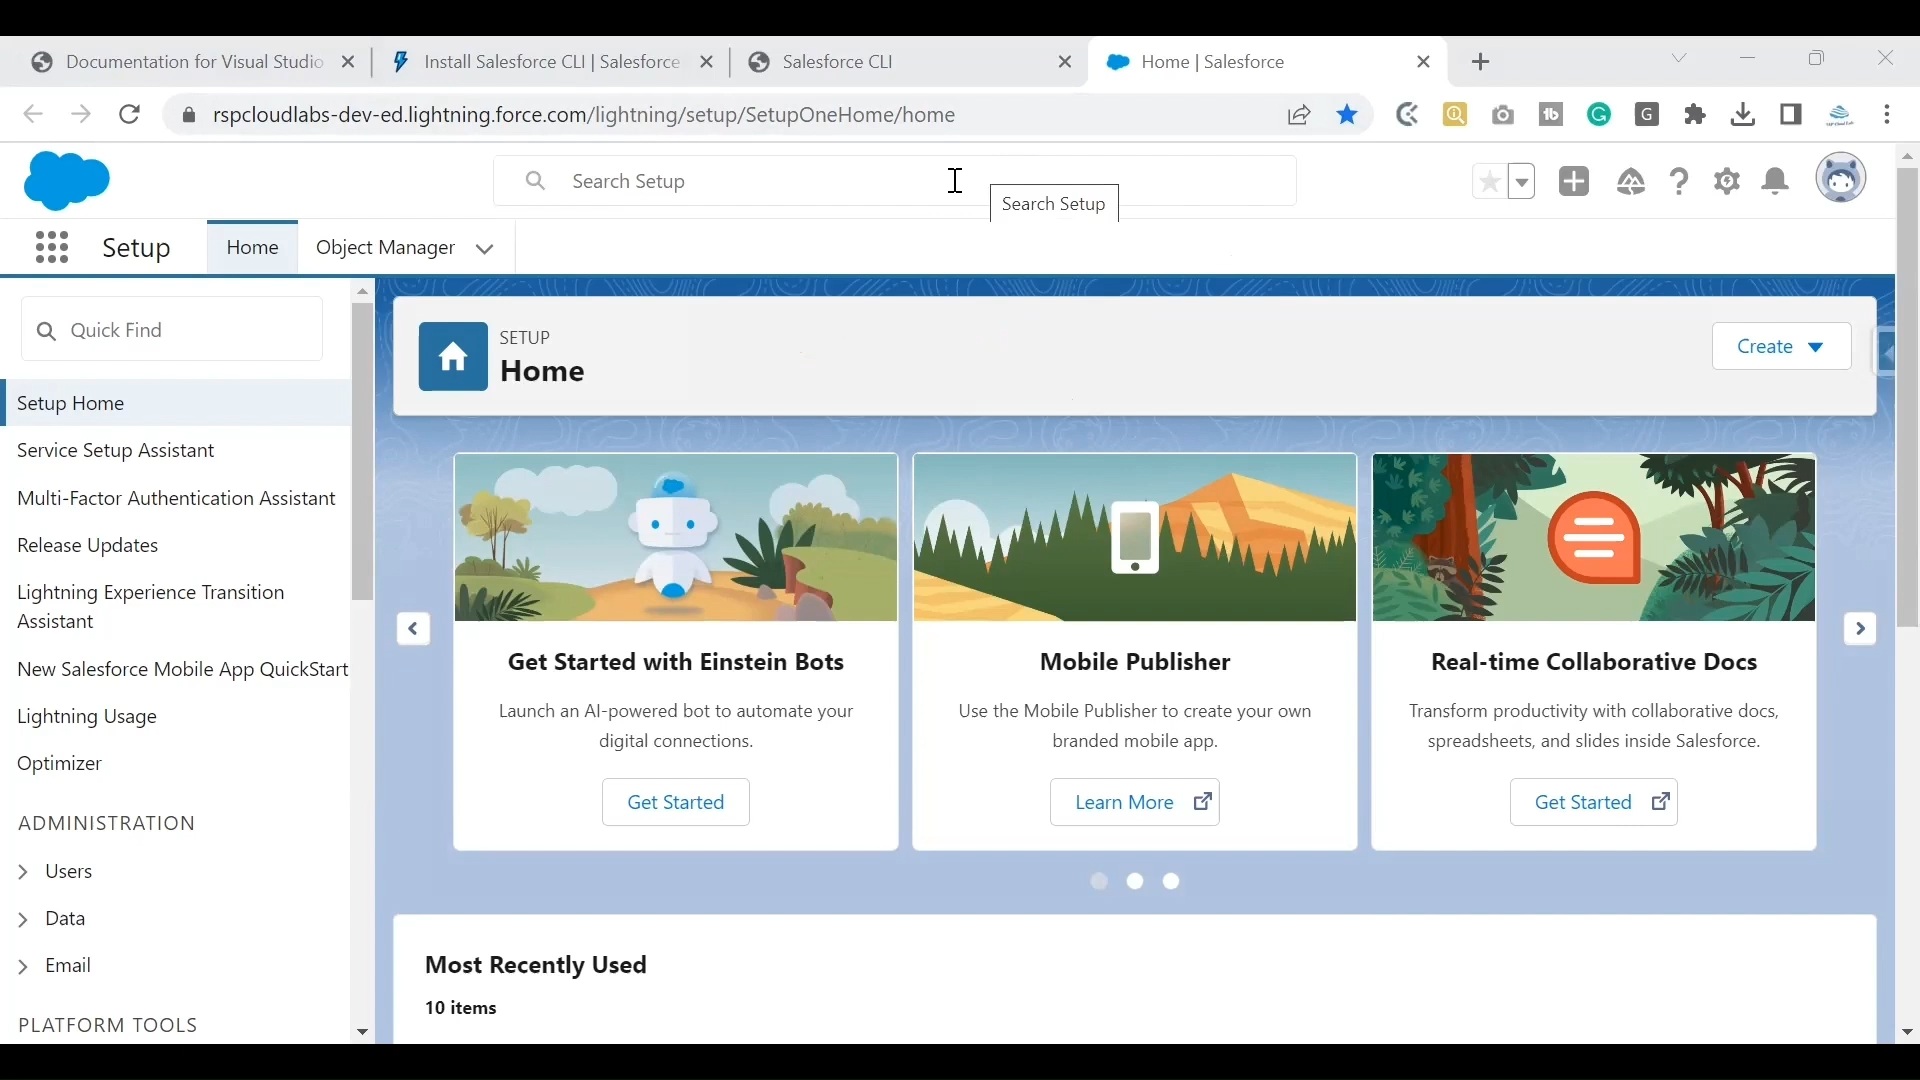 Documentation for Visual Studio
Install Salesforce CLI | Salesforce
Salesforce CLI
Home | Salesforce
rspcloudlabs-dev-ed.lightning.force.com/lightning/setup/SetupOneHome/home
Search Setup
Search Setup
Setup
Home
Object Manager
Quick Find
SETUP
Home
Create
Setup Home
Service Setup Assistant
Multi-Factor Authentication Assistant
Release Updates
Lightning Experience Transition
Assistant
New Salesforce Mobile App QuickStart
Lightning Usage
Optimizer
ADMINISTRATION
Users
Data
Email
PLATFORM TOOLS
Get Started with Einstein Bots
Launch an AI-powered bot to automate your
digital connections.
Get Started
Mobile Publisher
Use the Mobile Publisher to create your own
branded mobile app.
Learn More
Real-time Collaborative Docs
Transform productivity with collaborative docs,
spreadsheets, and slides inside Salesforce.
Get Started
Most Recently Used
10 items